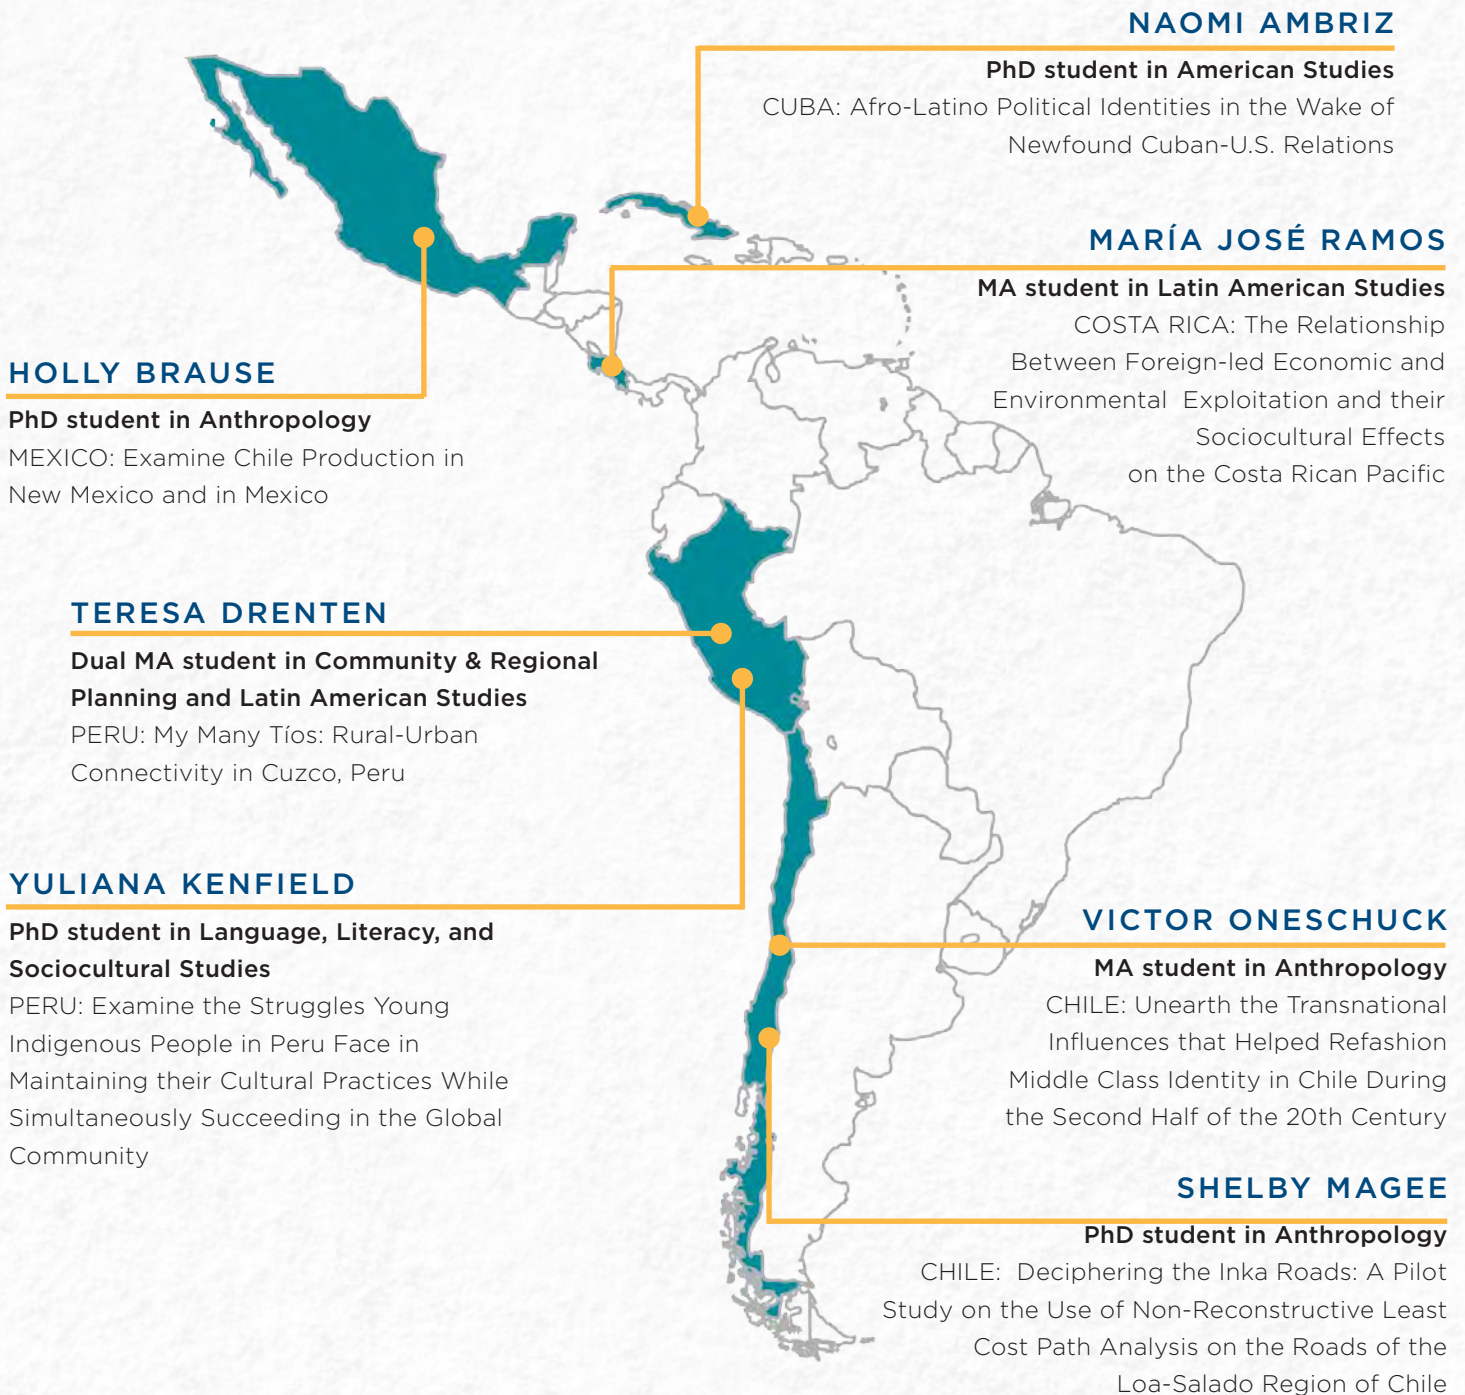 NAOMI AMBRIZ
PhD student in American Studies
CUBA: Afro-Latino Political Identities in the Wake of
Newfound Cuban-U.S. Relations
MARÍA JOSÉ RAMOS
MA student in Latin American Studies
COSTA RICA: The Relationship
Between Foreign-led Economic and
Environmental Exploitation and their
Sociocultural Effects
on the Costa Rican Pacific
HOLLY BRAUSE
PhD student in Anthropology
MEXICO: Examine Chile Production in
New Mexico and in Mexico
TERESA DRENTEN
Dual MA student in Community & Regional
Planning and Latin American Studies
PERU: My Many Tíos: Rural-Urban
Connectivity in Cuzco, Peru
YULIANA KENFIELD
PhD student in Language, Literacy, and
Sociocultural Studies
PERU: Examine the Struggles Young
Indigenous People in Peru Face in
Maintaining their Cultural Practices While
Simultaneously Succeeding in the Global
Community
VICTOR ONESCHUCK
MA student in Anthropology
CHILE: Unearth the Transnational
Influences that Helped Refashion
Middle Class Identity in Chile During
the Second Half of the 20th Century
SHELBY MAGEE
PhD student in Anthropology
CHILE: Deciphering the Inka Roads: A Pilot
Study on the Use of Non-Reconstructive Least
Cost Path Analysis on the Roads of the
Loa-Salado Region of Chile